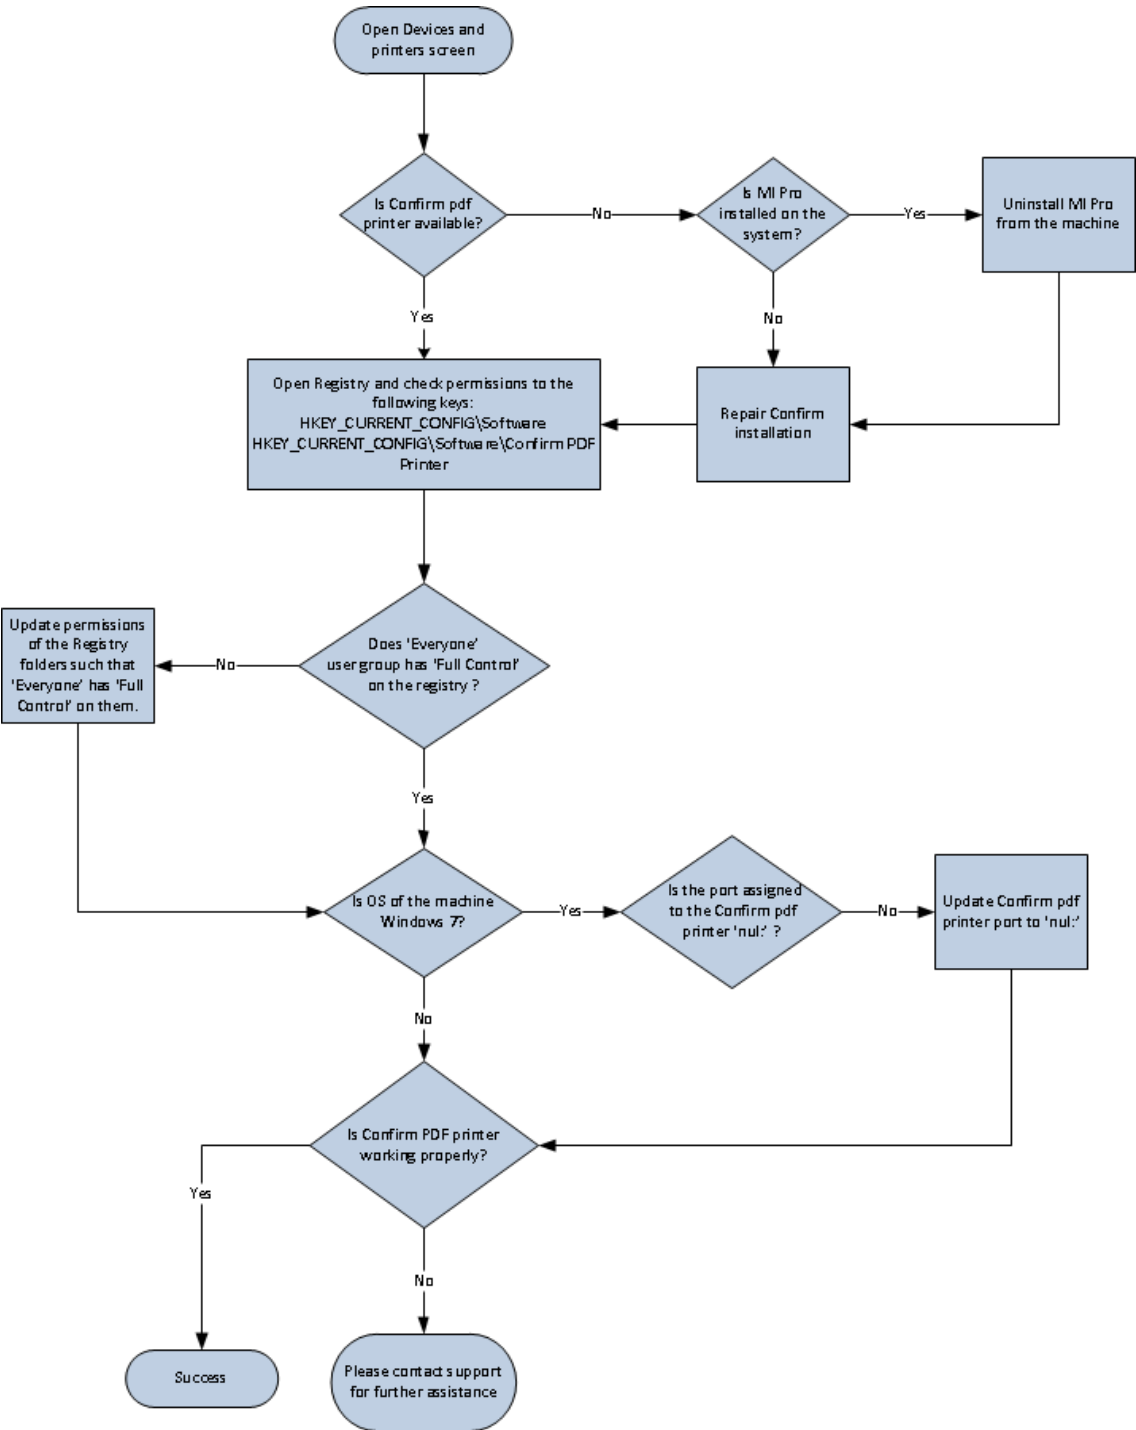 Open Devices and
printers screen
Is Confirm pdf
printer available?
No
Is MI Pro
installed on the
system?
Yes
Uninstall MI Pro
from the machine
Yes
No
Open Registry and check permissions to the
following keys:
HKEY_CURRENT_CONFIG\Software
HKEY_CURRENT_CONFIG\Software\Confirm PDF
Printer
Repair Confirm
installation
Does 'Everyone'
user group has 'Full Control'
on the registry ?
No
Update permissions
of the Registry
folders such that
'Everyone' has 'Full
Control' on them.
Yes
Is OS of the machine
Windows 7?
Yes
Is the port assigned
to the Confirm pdf
printer 'nul:' ?
No
Update Confirm pdf
printer port to 'nul:'
No
Is Confirm PDF printer
working properly?
Yes
No
Success
Please contact support
for further assistance